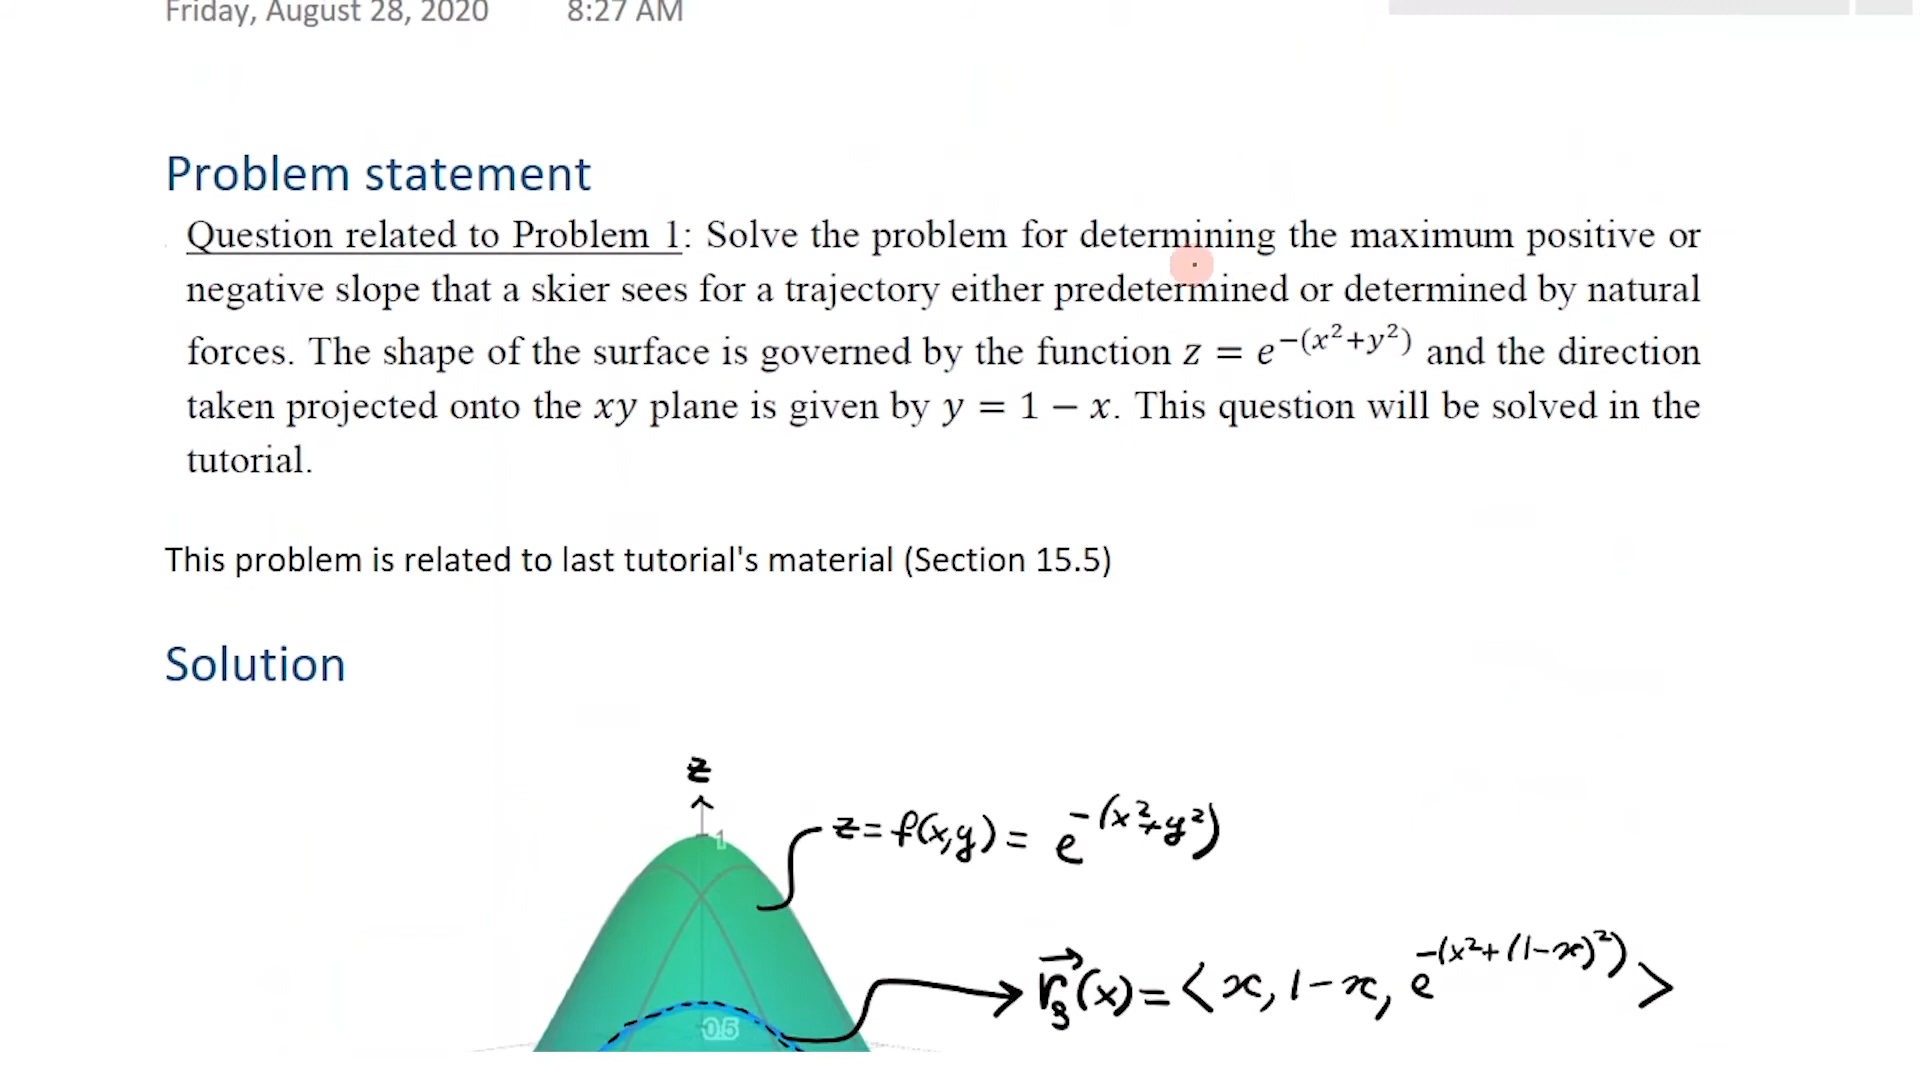 Friday, August 28, 2020 8:27 AM
Problem statement
Question related to Problem 1: Solve the problem for determining the maximum positive or
negative slope that a skier sees for a trajectory either predetermined or determined by natural
forces. The shape of the surface is governed by the function z = e^{-(x^2+y^2)} and the direction
taken projected onto the xy plane is given by y = 1 − x. This question will be solved in the
tutorial.
This problem is related to last tutorial's material (Section 15.5)
Solution
z
1
z = f(x,y) = e^{-(x^2+y^2)}
r⃗_3(x) = < x, 1-x, e^{-(x^2+(1-x)^2)} >
0.5